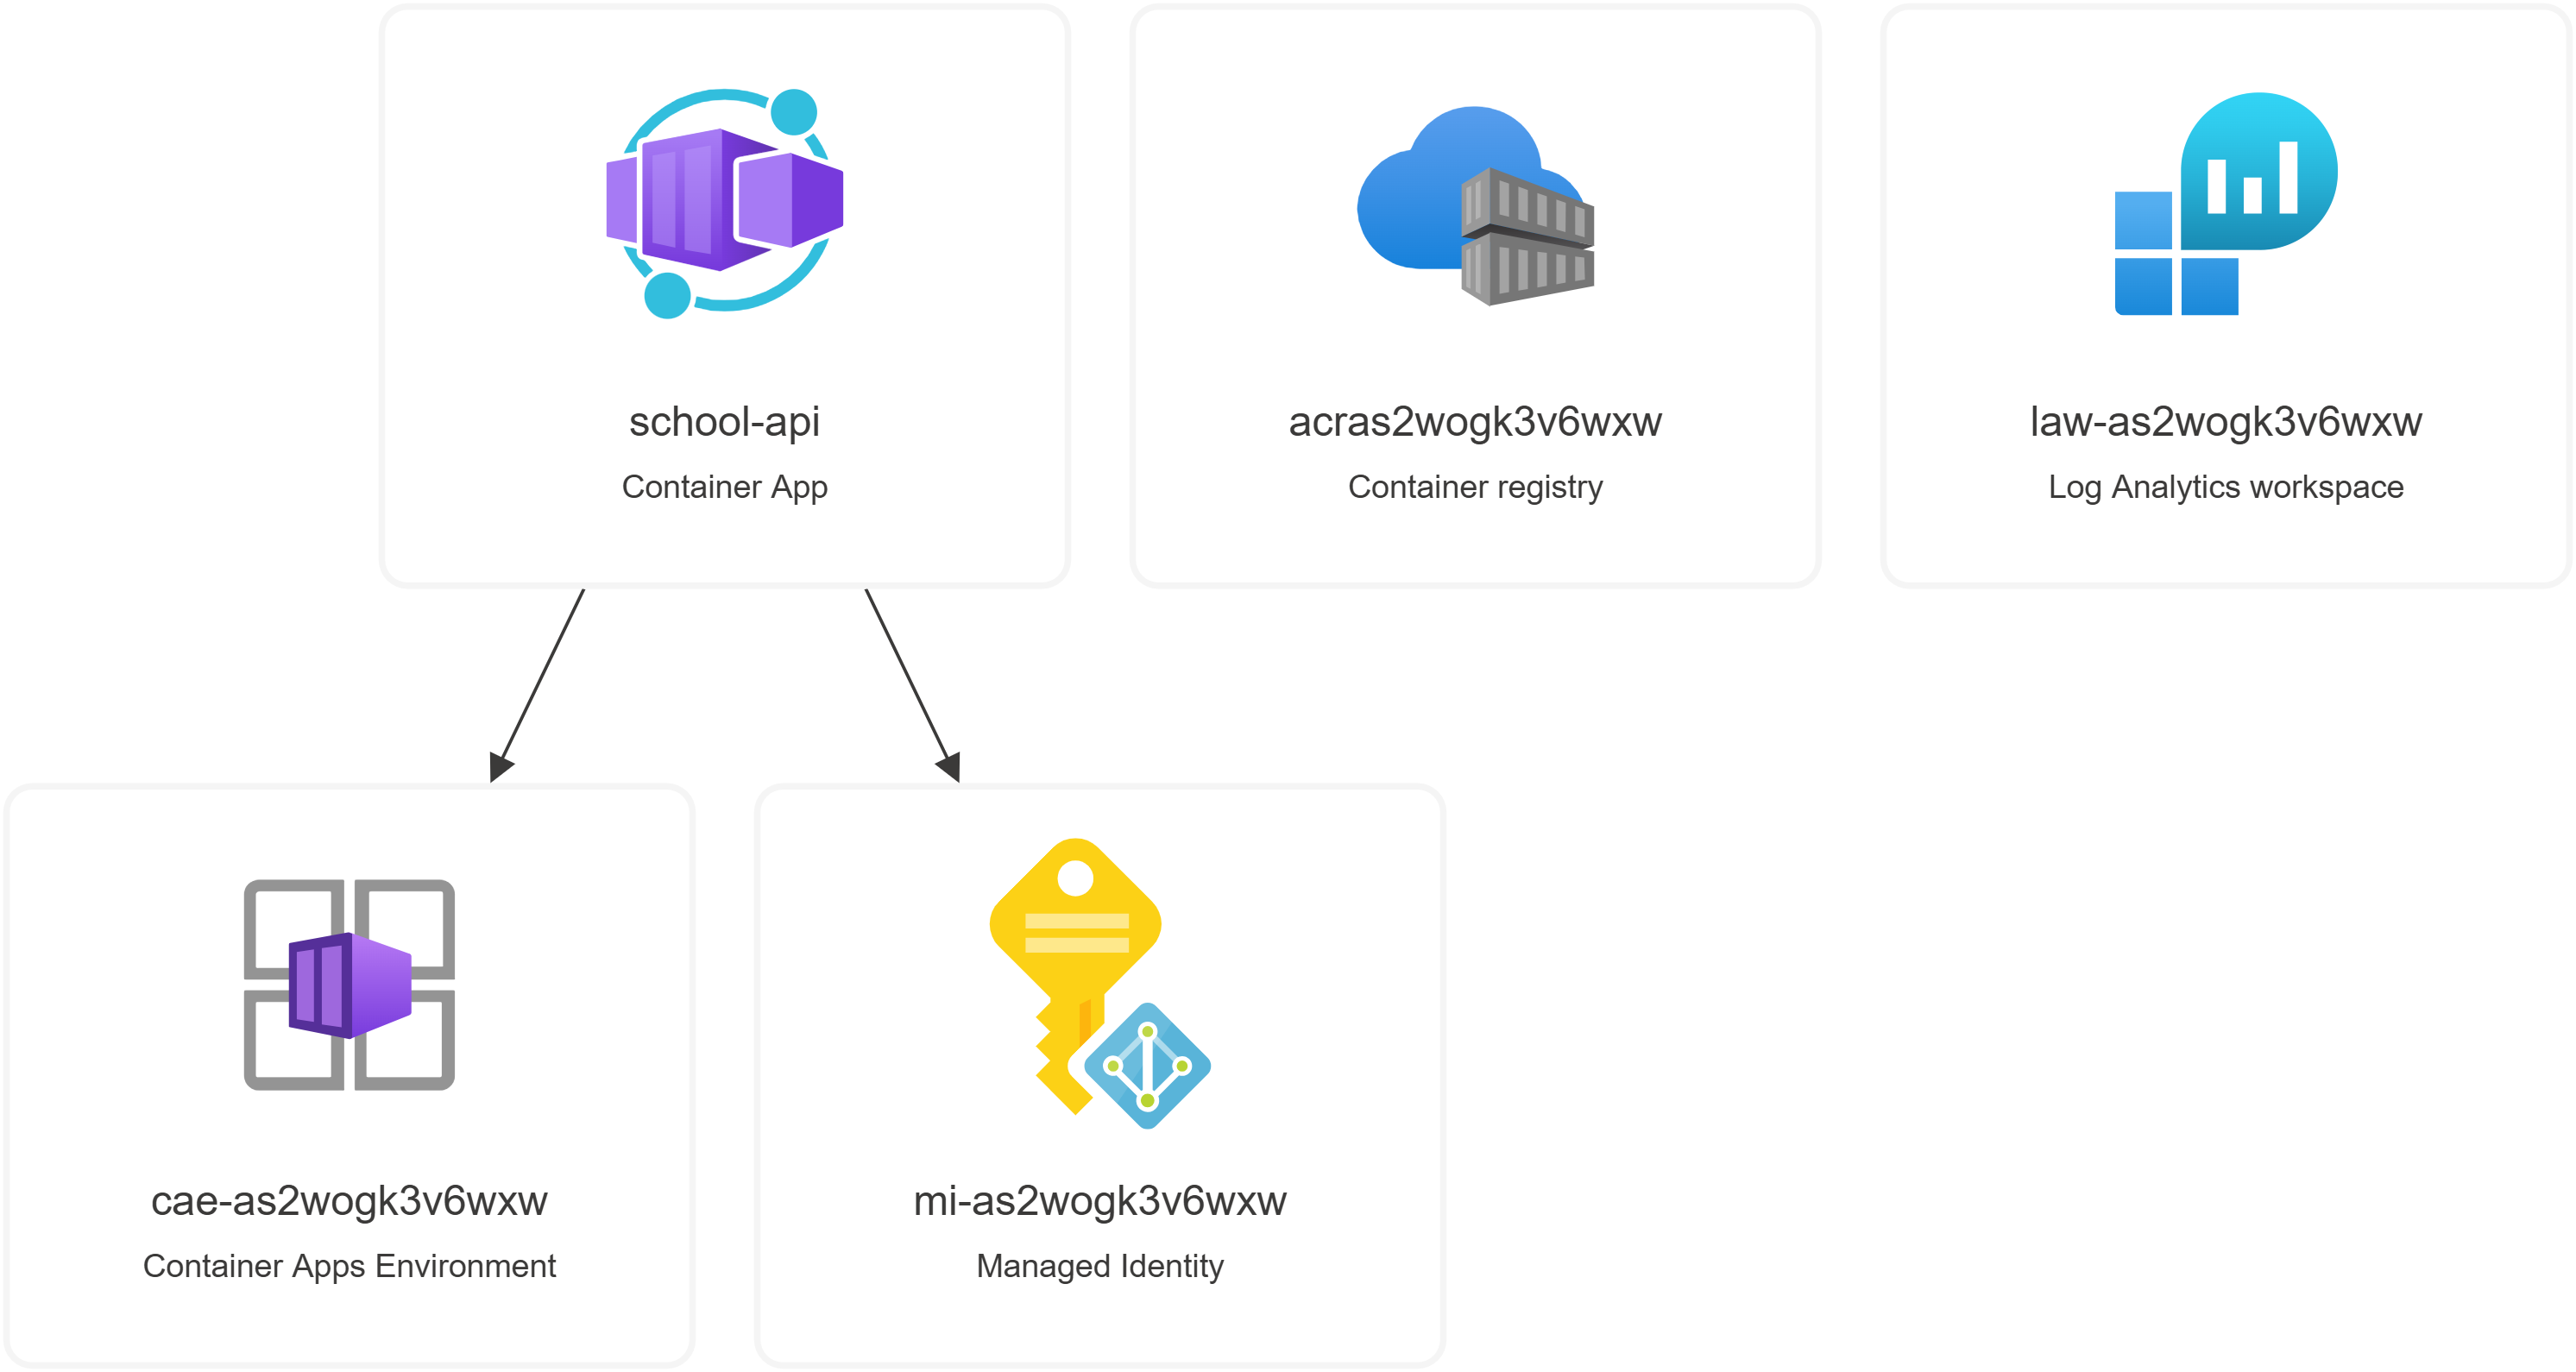 school-api
Container App
acras2wogk3v6wxw
Container registry
law-as2wogk3v6wxw
Log Analytics workspace
cae-as2wogk3v6wxw
Container Apps Environment
mi-as2wogk3v6wxw
Managed Identity